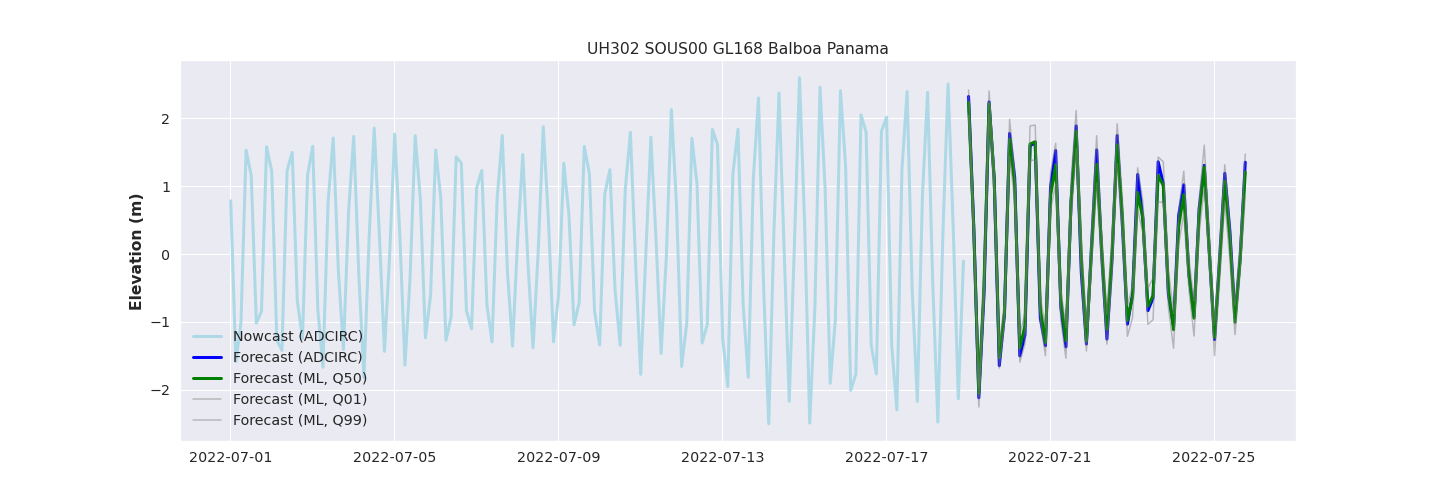 UH302 SOUS00 GL168 Balboa Panama
Elevation (m)
2
1
0
−1
−2
Nowcast (ADCIRC)
Forecast (ADCIRC)
Forecast (ML, Q50)
Forecast (ML, Q01)
Forecast (ML, Q99)
2022-07-01 2022-07-05 2022-07-09 2022-07-13 2022-07-17 2022-07-21 2022-07-25